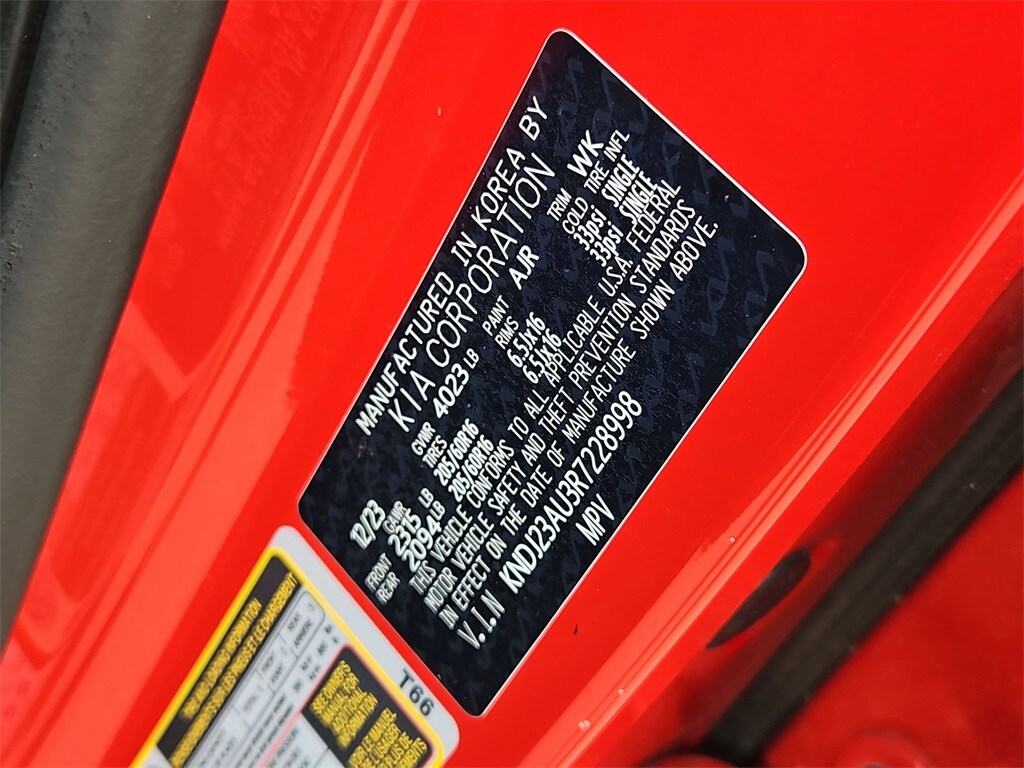 MANUFACTURED IN KOREA BY
KIA CORPORATION
12/23 GVWR 4023 LB PAINT AJR TRIM WK
GAWR TIRES RIMS COLD TIRE INFL
FRONT 2315 LB 205/60R16 6.5Jx16 33psi SINGLE
REAR 2094 LB 205/60R16 6.5Jx16 33psi SINGLE
THIS VEHICLE CONFORMS TO ALL APPLICABLE U.S.A. FEDERAL
MOTOR VEHICLE SAFETY AND THEFT PREVENTION STANDARDS
IN EFFECT ON THE DATE OF MANUFACTURE SHOWN ABOVE.
V.I.N KNDJ23AU3R7228998
MPV
T66